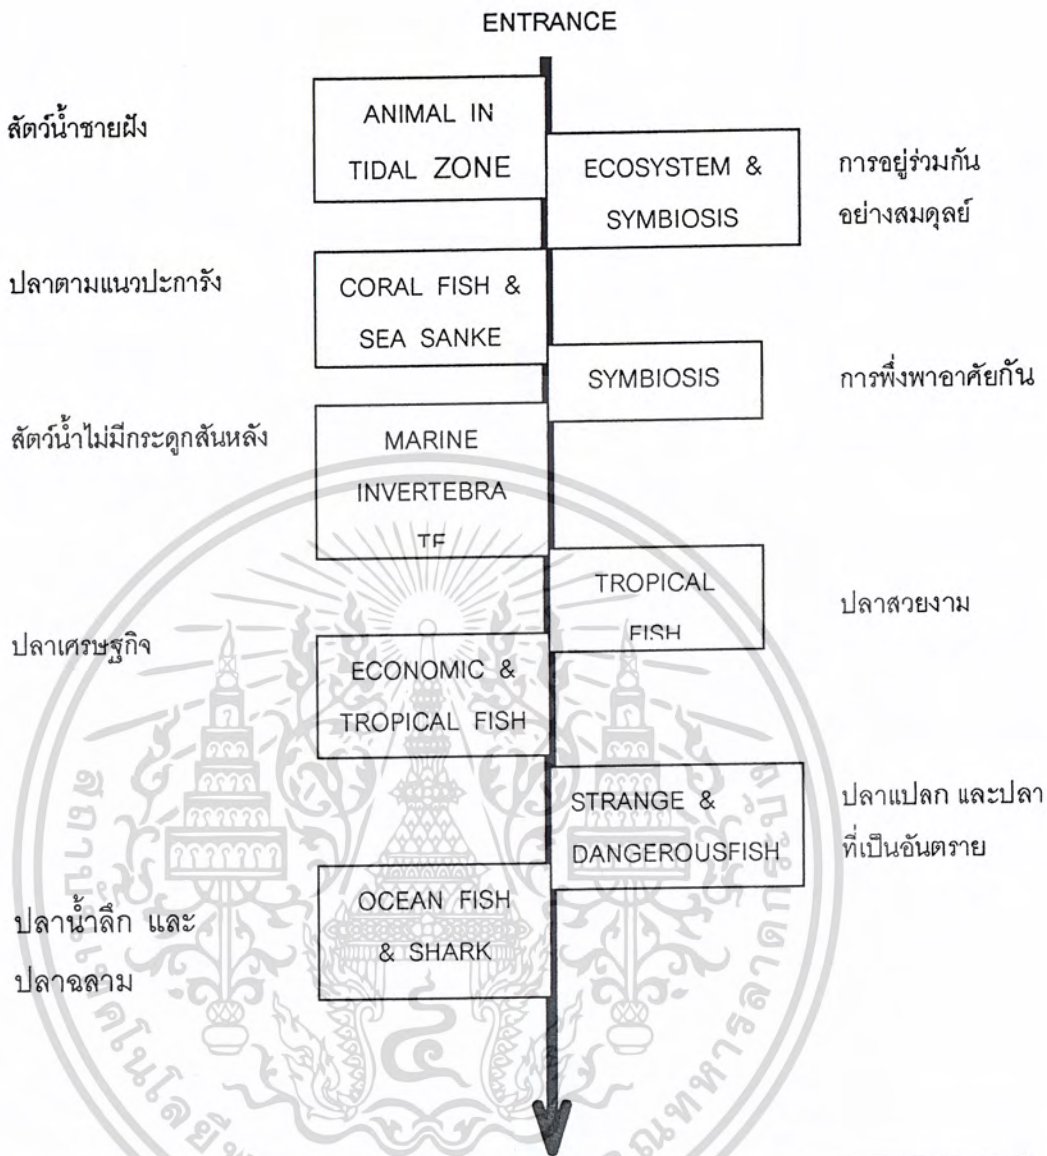 ENTRANCE
สัตว์น้ำชายฝั่ง
ANIMAL IN
TIDAL ZONE
ECOSYSTEM &
SYMBIOSIS
การอยู่ร่วมกัน
อย่างสมดุลย์
ปลาตามแนวปะการัง
CORAL FISH &
SEA SANKE
SYMBIOSIS
การพึ่งพาอาศัยกัน
สัตว์น้ำไม่มีกระดูกสันหลัง
MARINE
INVERTEBRA
TE
TROPICAL
FISH
ปลาสวยงาม
ปลาเศรษฐกิจ
ECONOMIC &
TROPICAL FISH
STRANGE &
DANGEROUSFISH
ปลาแปลก และปลา
ที่เป็นอันตราย
ปลาน้ำลึก และ
ปลาฉลาม
OCEAN FISH
& SHARK